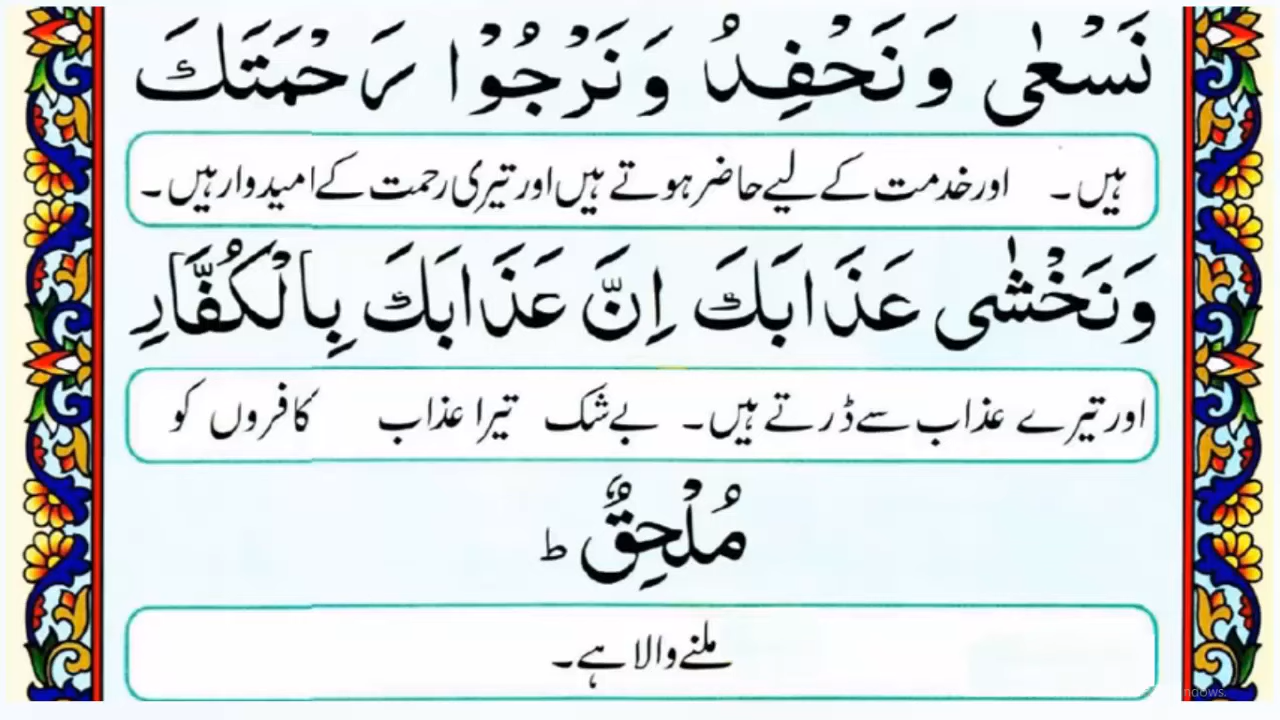 نَسْعٰى وَنَحْفِدُ وَنَرْجُوْا رَحْمَتَكَ
ہیں۔ اور خدمت کے لیے حاضر ہوتے ہیں اور تیری رحمت کے امیدوار ہیں۔
وَنَخْشٰى عَذَابَكَ اِنَّ عَذَابَكَ بِالْكُفَّارِ
اور تیرے عذاب سے ڈرتے ہیں۔ بے شک تیرا عذاب کافروں کو
مُلْحِقٌ ط
ملنے والا ہے۔
ndows.